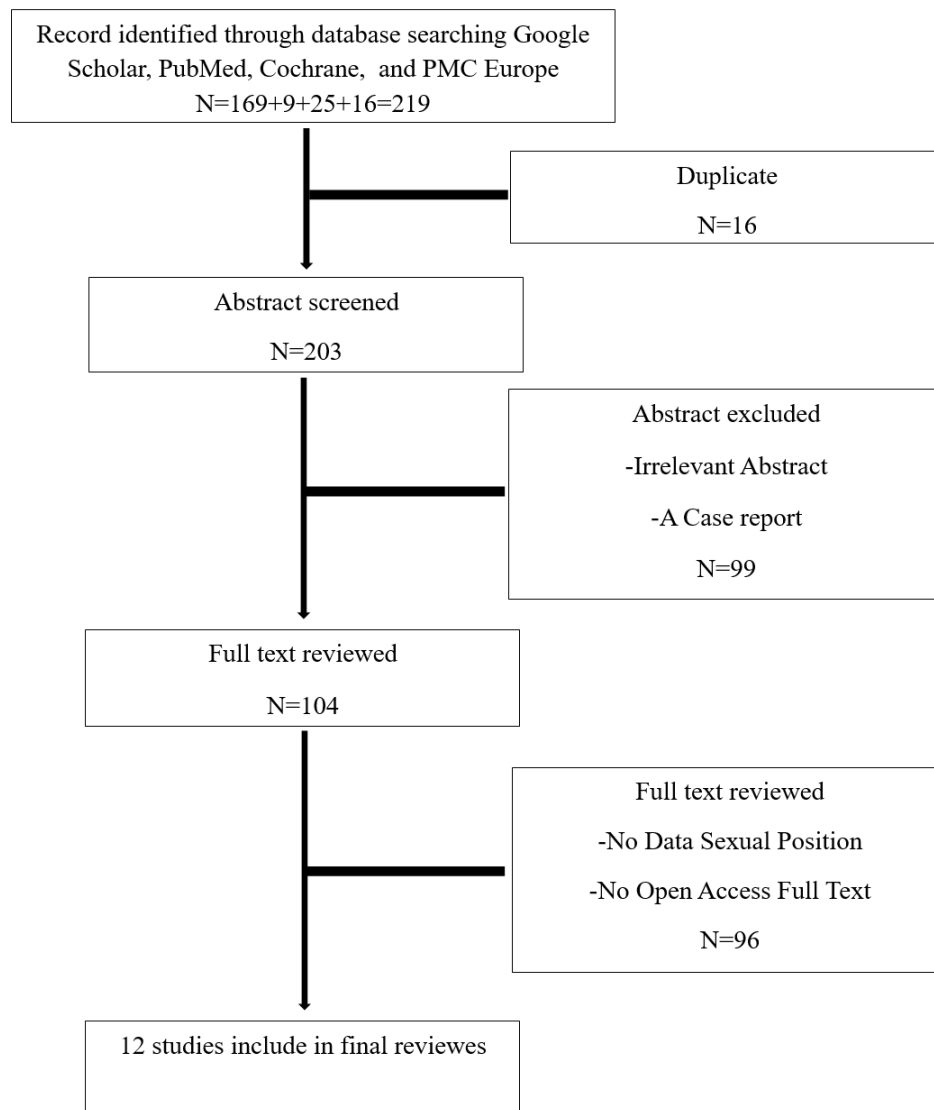 Record identified through database searching Google
Scholar, PubMed, Cochrane, and PMC Europe
N=169+9+25+16=219
Duplicate
N=16
Abstract screened
N=203
Abstract excluded
-Irrelevant Abstract
-A Case report
N=99
Full text reviewed
N=104
Full text reviewed
-No Data Sexual Position
-No Open Access Full Text
N=96
12 studies include in final reviewes